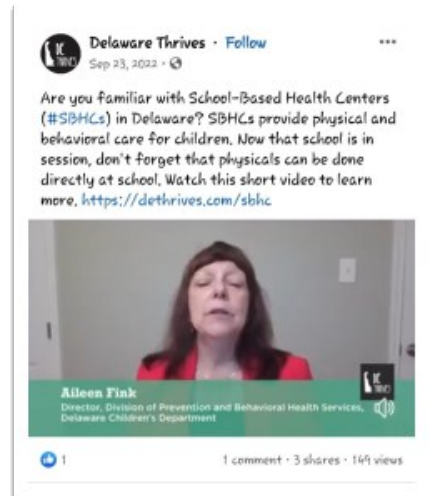 Delaware Thrives · Follow
Sep 23, 2022 ·
Are you familiar with School-Based Health Centers
(#SBHCs) in Delaware? SBHCs provide physical and
behavioral care for children. Now that school is in
session, don't forget that physicals can be done
directly at school. Watch this short video to learn
more. https://dethrives.com/sbhc
Aileen Fink
Director, Division of Prevention and Behavioral Health Services,
Delaware Children's Department
1
1 comment · 3 shares · 149 views